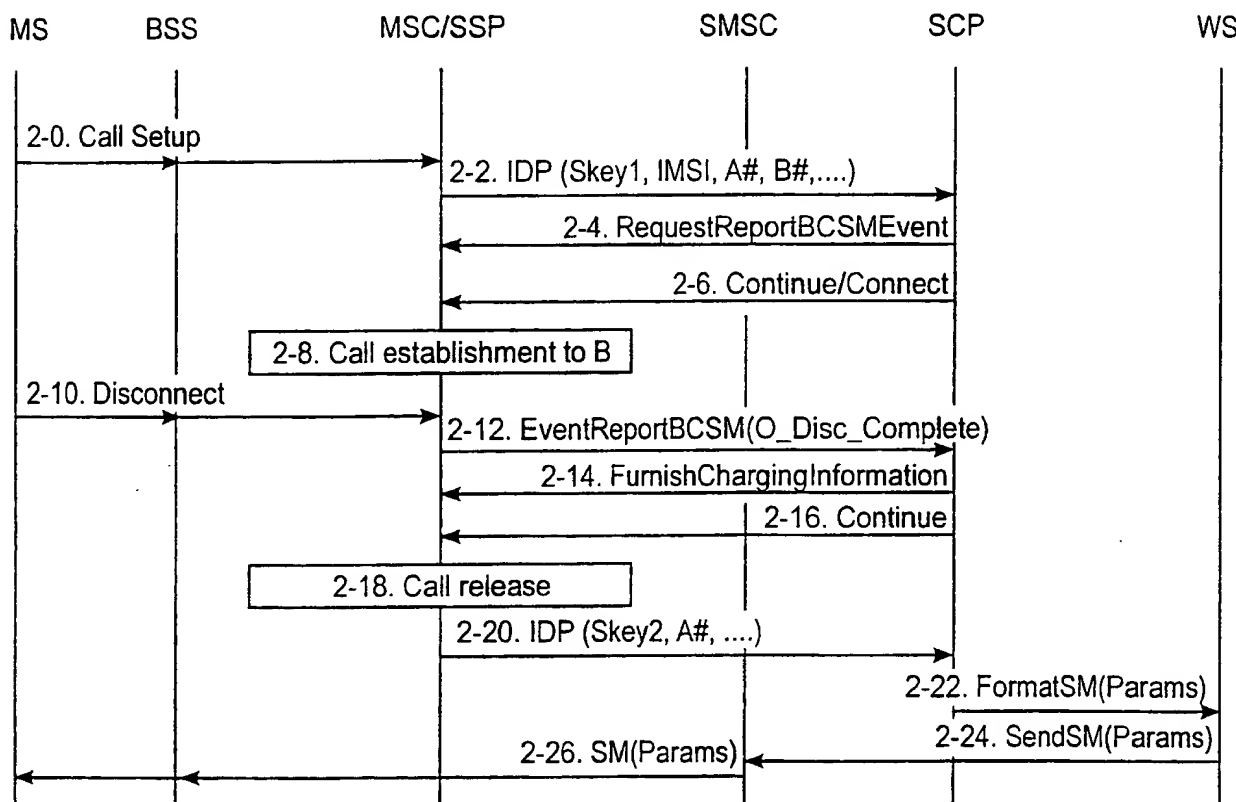 MS BSS MSC/SSP SMSC SCP WS
2-0. Call Setup
2-2. IDP (Skey1, IMSI, A#, B#,....)
2-4. RequestReportBCSMEvent
2-6. Continue/Connect
2-8. Call establishment to B
2-10. Disconnect
2-12. EventReportBCSM(O_Disc_Complete)
2-14. FurnishChargingInformation
2-16. Continue
2-18. Call release
2-20. IDP (Skey2, A#, ....)
2-22. FormatSM(Params)
2-24. SendSM(Params)
2-26. SM(Params)